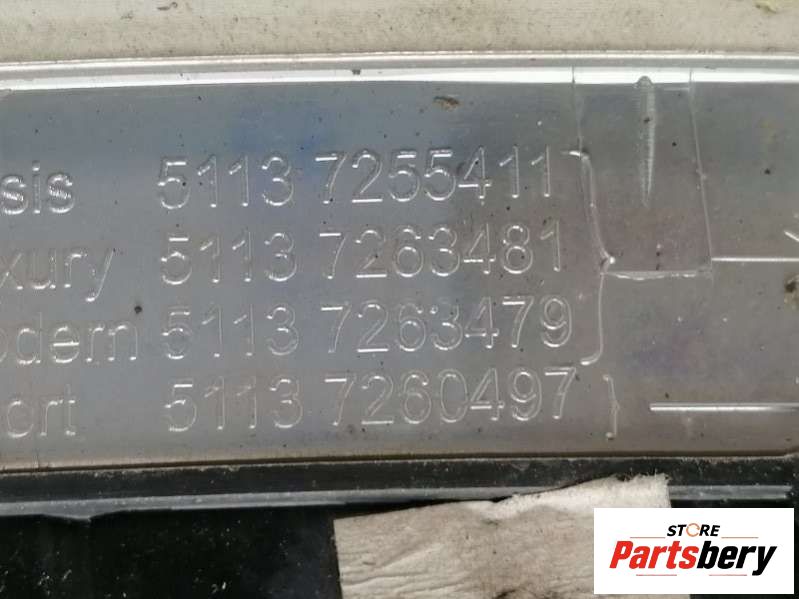 sis 5113 7255411
xury 5113 7263481
odern 5113 7263479
ort 5113 7260497
STORE
Partsbery